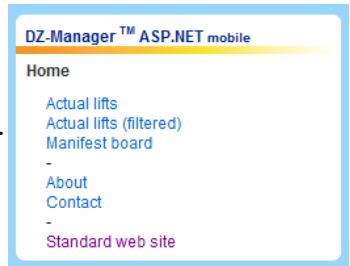 DZ-Manager TM ASP.NET mobile
Home
Actual lifts
Actual lifts (filtered)
Manifest board
-
About
Contact
-
Standard web site